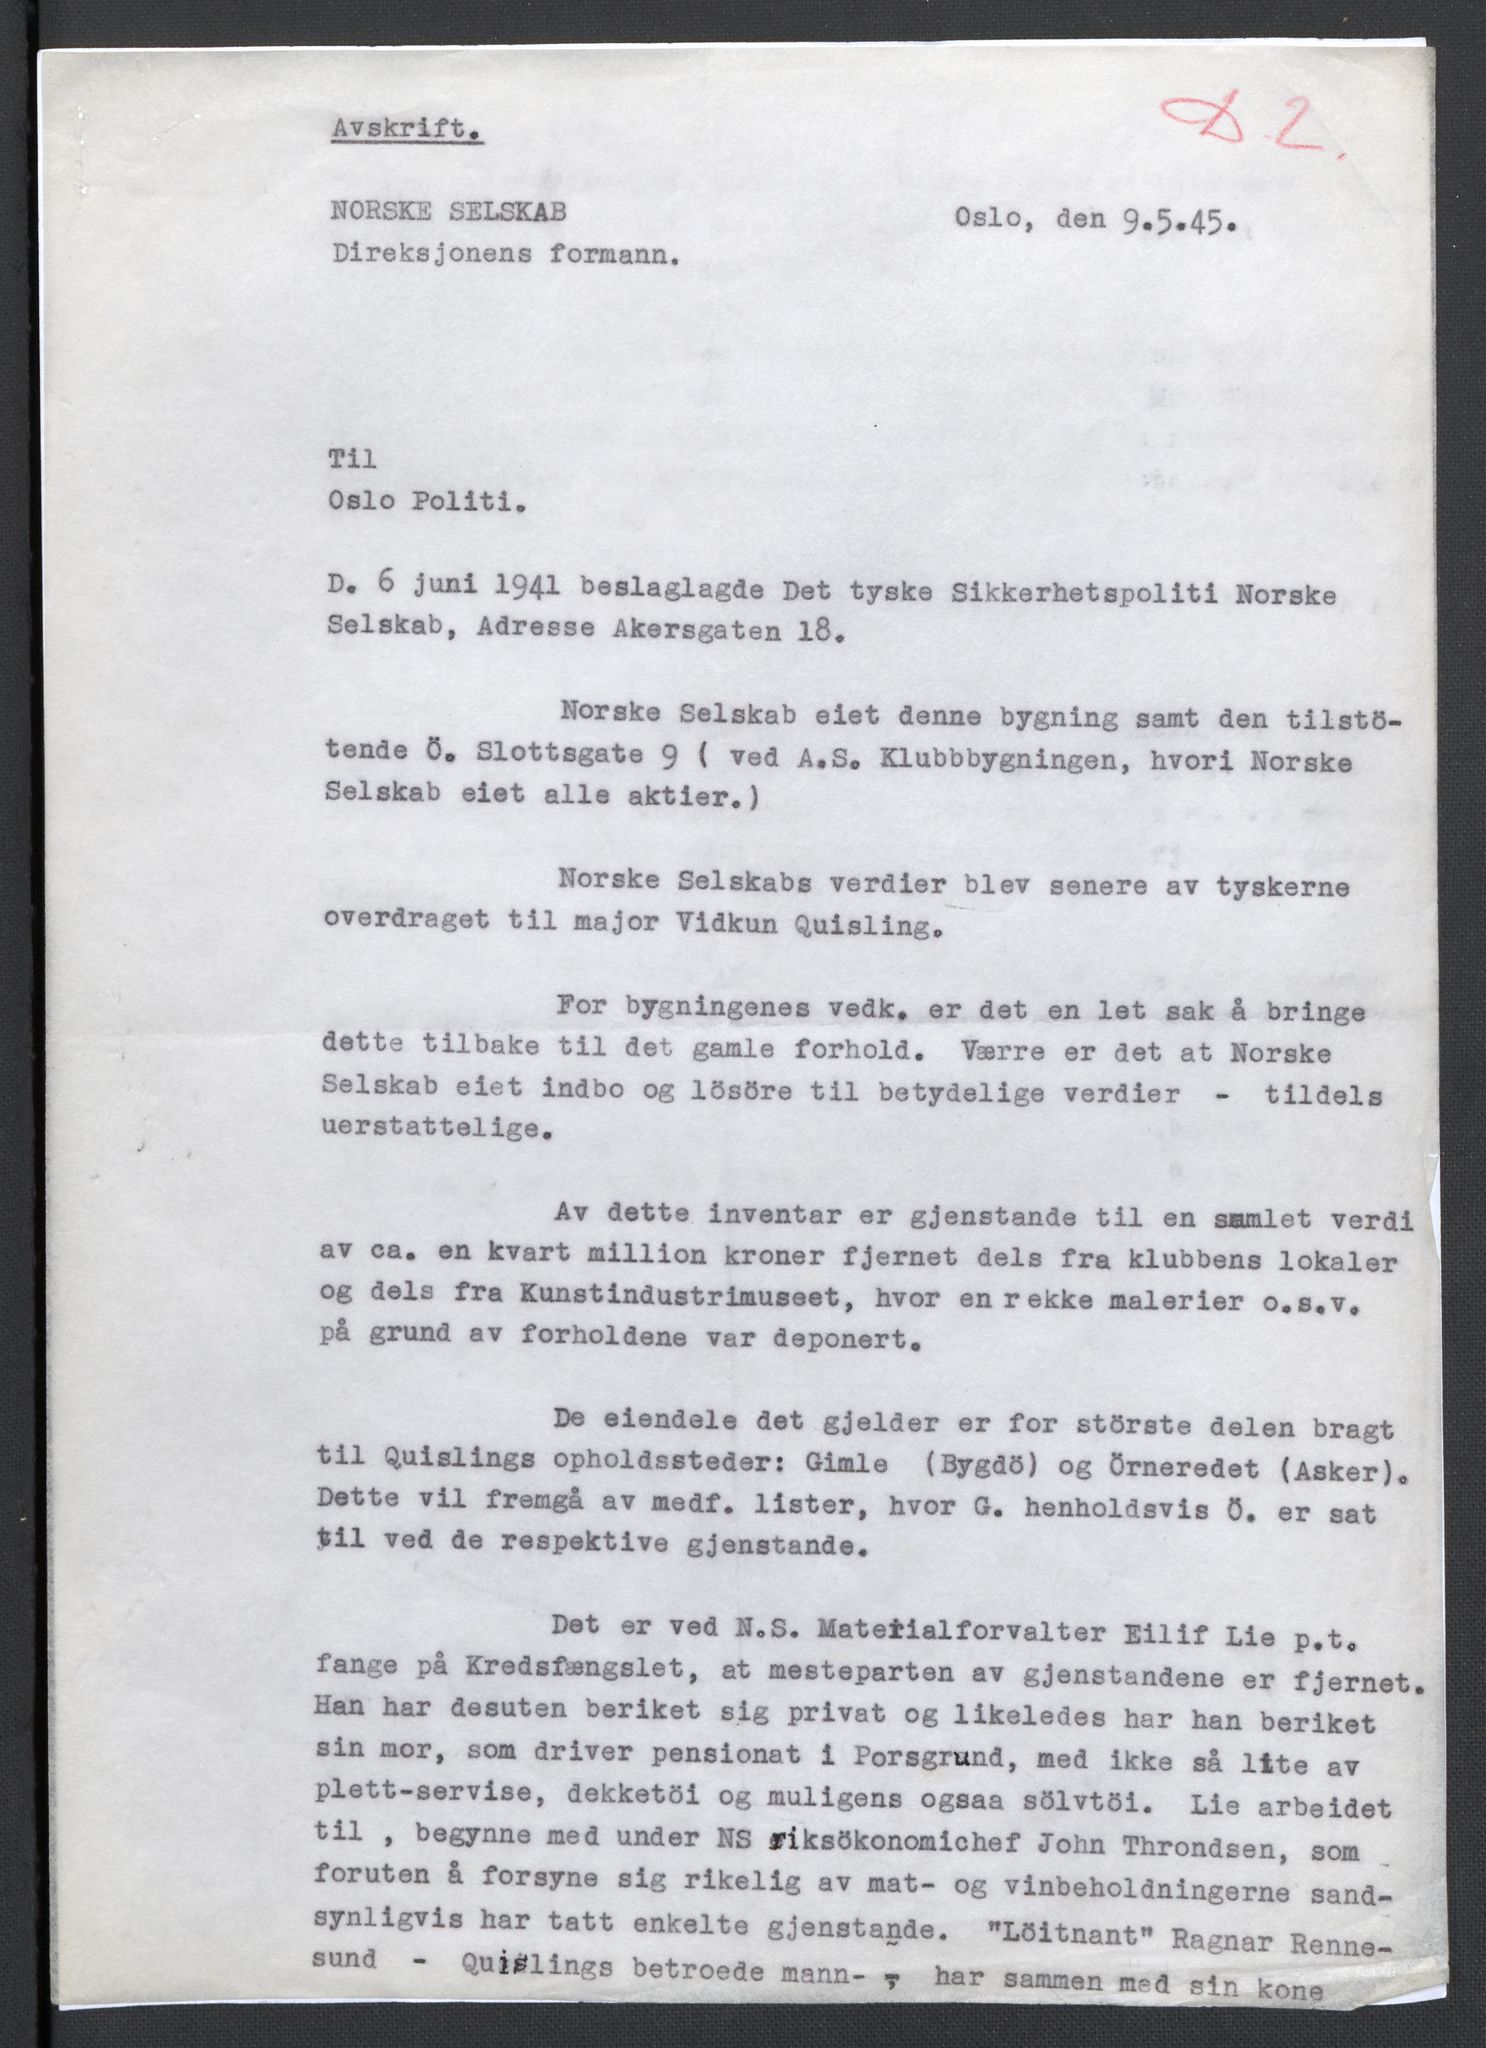 D 2.
Avskrift.
NORSKE SELSKAB
Oslo, den 9.5.45.
Direksjonens formann.
Til
Oslo Politi.
D. 6 juni 1941 beslaglagde Det tyske Sikkerhetspoliti Norske
Selskab, Adresse Akersgaten 18.
Norske Selskab eiet denne bygning samt den tilstö-
tende Ö. Slottsgate 9 ( ved A.S. Klubbbygningen, hvori Norske
Selskab eiet alle aktier.)
Norske Selskabs verdier blev senere av tyskerne
overdraget til major Vidkun Quisling.
For bygningenes vedk. er det en let sak å bringe
dette tilbake til det gamle forhold. Værre er det at Norske
Selskab eiet indbo og lösöre til betydelige verdier - tildels
uerstattelige.
Av dette inventar er gjenstande til en samlet verdi
av ca. en kvart million kroner fjernet dels fra klubbens lokaler
og dels fra Kunstindustrimuseet, hvor en rekke malerier o.s.v.
på grund av forholdene var deponert.
De eiendele det gjelder er for störste delen bragt
til Quislings opholdssteder: Gimle (Bygdö) og Örneredet (Asker).
Dette vil fremgå av medf. lister, hvor G. henholdsvis Ö. er sat
til ved de respektive gjenstande.
Det er ved N.S. Materialforvalter Eilif Lie p.t.
fange på Kredsfængslet, at mesteparten av gjenstandene er fjernet.
Han har desuten beriket sig privat og likeledes har han beriket
sin mor, som driver pensionat i Porsgrund, med ikke så lite av
plett-servise, dekketöi og muligens ogsaa sölvtöi. Lie arbeidet
til , begynne med under NS riksökonomichef John Throndsen, som
foruten å forsyne sig rikelig av mat- og vinbeholdningerne sand-
synligvis har tatt enkelte gjenstande. "Löitnant" Ragnar Renne-
sund - Quislings betroede mann- , har sammen med sin kone